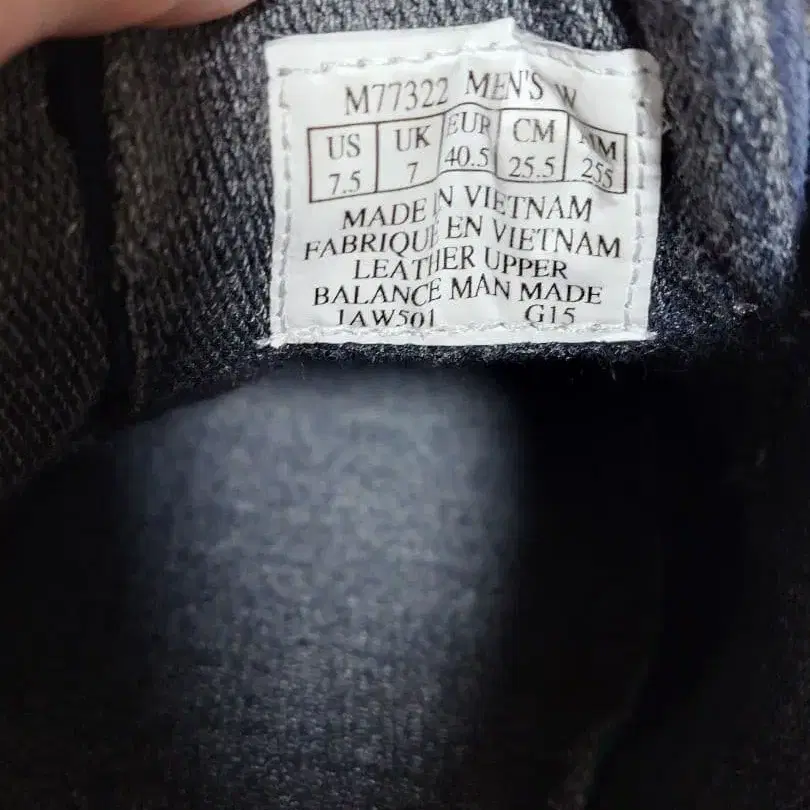 M77322 MEN'S W
US UK EUR CM MM
7.5 7 40.5 25.5 255
MADE IN VIETNAM
FABRIQUE EN VIETNAM
LEATHER UPPER
BALANCE MAN MADE
1AW501 G15